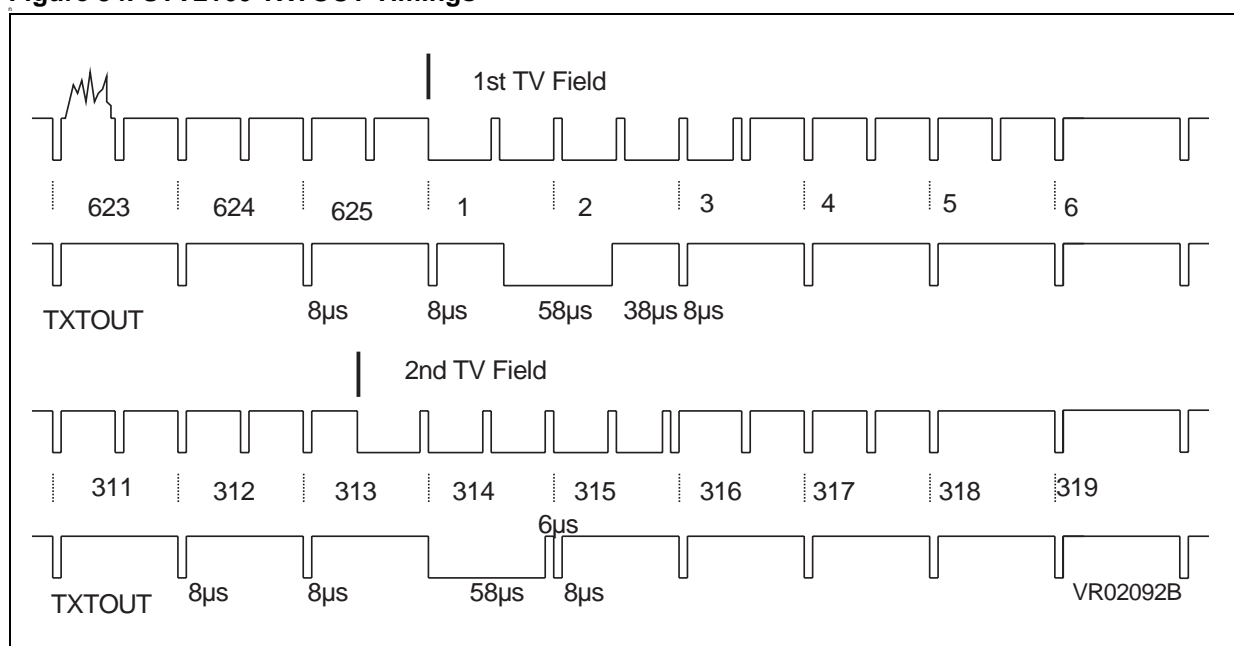 1st TV Field
623 624 625 1 2 3 4 5 6
8µs 8µs 58µs 38µs 8µs
TXTOUT
2nd TV Field
311 312 313 314 315 316 317 318 319
6µs
8µs 8µs 58µs 8µs
TXTOUT
VR02092B